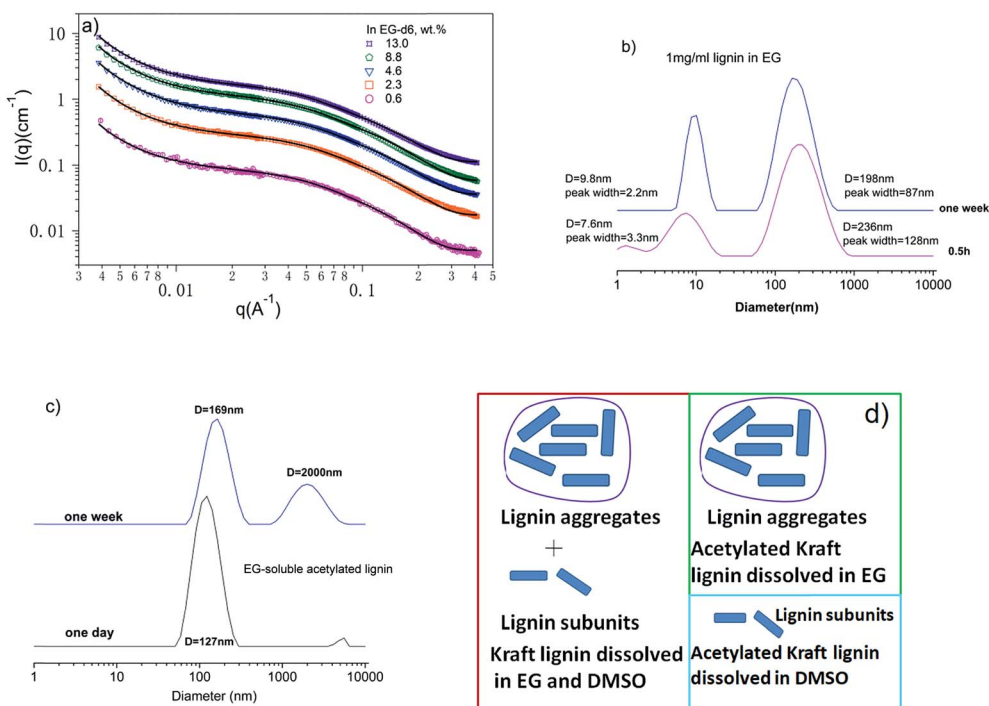 a)
In EG-d6, wt.%
13.0
8.8
4.6
2.3
0.6
I(q)(cm⁻¹)
10
1
0.1
0.01
3 4 5 6 7 8 0.01 2 3 4 5 6 7 8 0.1 2 3 4 5
q(A⁻¹)
b)
1mg/ml lignin in EG
D=9.8nm
peak width=2.2nm
D=198nm
peak width=87nm
one week
D=7.6nm
peak width=3.3nm
D=236nm
peak width=128nm
0.5h
1 10 100 1000 10000
Diameter(nm)
c)
D=169nm
D=2000nm
one week
EG-soluble acetylated lignin
one day
D=127nm
1 10 100 1000 10000
Diameter (nm)
d)
Lignin aggregates
+
Lignin subunits
Kraft lignin dissolved
in EG and DMSO
Lignin aggregates
Acetylated Kraft
lignin dissolved in EG
Lignin subunits
Acetylated Kraft lignin
dissolved in DMSO